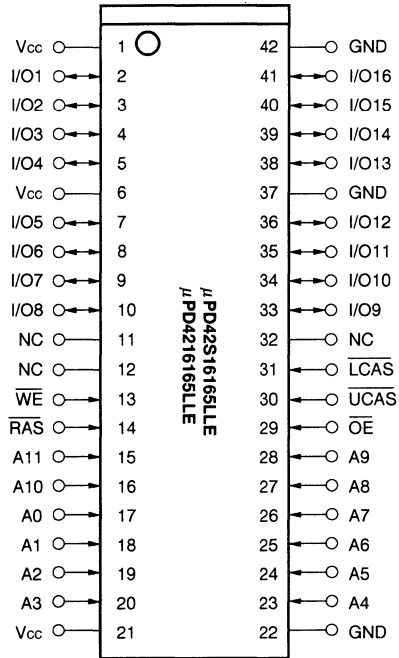 Vcc 1 42 GND
I/O1 2 41 I/O16
I/O2 3 40 I/O15
I/O3 4 39 I/O14
I/O4 5 38 I/O13
Vcc 6 37 GND
I/O5 7 36 I/O12
I/O6 8 35 I/O11
I/O7 9 34 I/O10
I/O8 10 33 I/O9
NC 11 32 NC
NC 12 31 LCAS
WE 13 30 UCAS
RAS 14 29 OE
A11 15 28 A9
A10 16 27 A8
A0 17 26 A7
A1 18 25 A6
A2 19 24 A5
A3 20 23 A4
Vcc 21 22 GND
μPD42S16165LLE
μPD4216165LLE